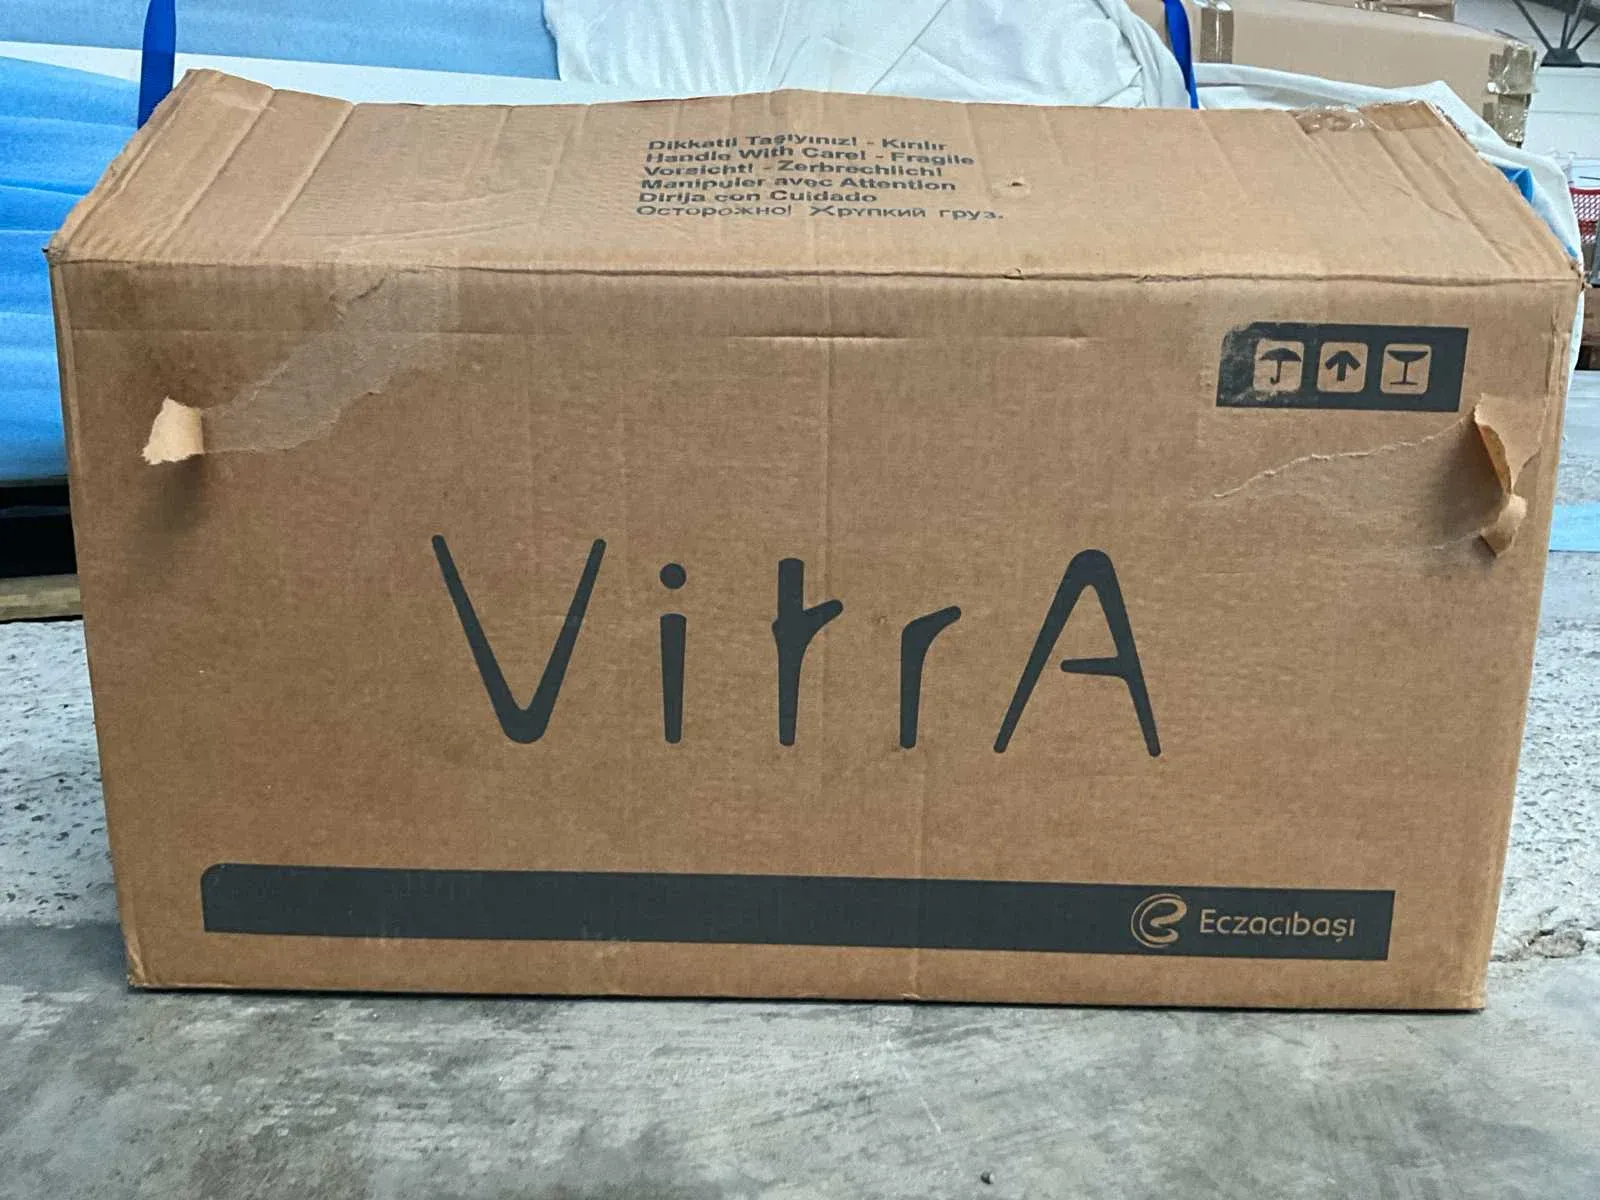 Dikkatli Taşıyınız! - Kırılır
Handle With Care! - Fragile
Vorsicht! - Zerbrechlich!
Manipuler avec Attention
Dirija con Cuidado
Осторожно! Хрупкий груз.
VitrA
Eczacıbaşı